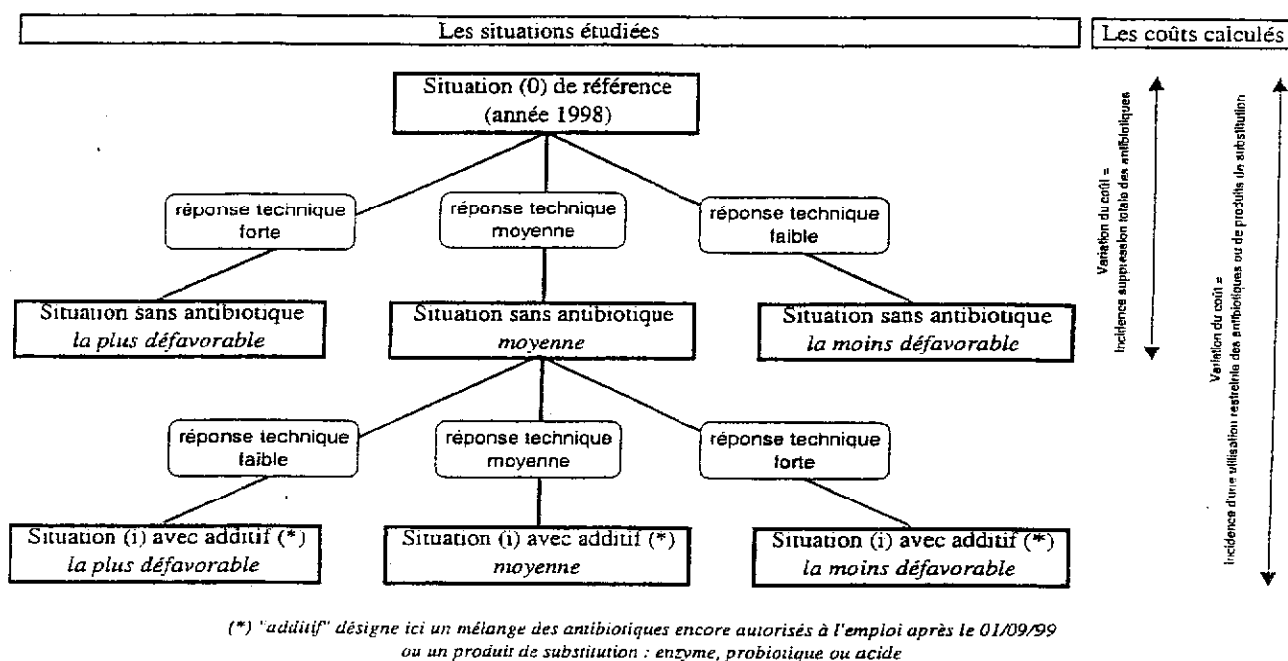 Les situations étudiées
Les coûts calculés
Situation (0) de référence
(année 1998)
réponse technique
forte
réponse technique
moyenne
réponse technique
faible
Situation sans antibiotique
la plus défavorable
Situation sans antibiotique
moyenne
Situation sans antibiotique
la moins défavorable
réponse technique
faible
réponse technique
moyenne
réponse technique
forte
Situation (i) avec additif (*)
la plus défavorable
Situation (i) avec additif (*)
moyenne
Situation (i) avec additif (*)
la moins défavorable
Variation du coût =
Incidence suppression totale des antibiotiques
Variation du coût =
Incidence d'une utilisation restreinte des antibiotiques ou de produits de substitution
(*) "additif" désigne ici un mélange des antibiotiques encore autorisés à l'emploi après le 01/09/99
ou un produit de substitution : enzyme, probiotique ou acide